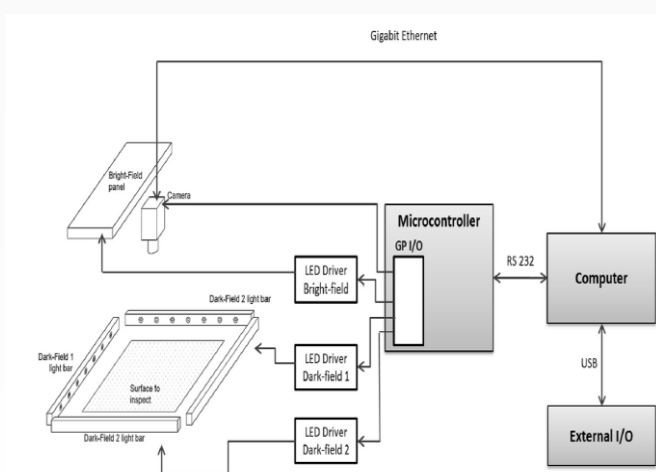 Gigabit Ethernet
Bright-Field
panel
Camera
Microcontroller
GP I/O
RS 232
Computer
LED Driver
Bright-field
Dark-Field 2 light bar
Dark-Field 1
light bar
LED Driver
Dark-field 1
USB
Surface to
inspect
Dark-Field 2 light bar
LED Driver
Dark-field 2
External I/O